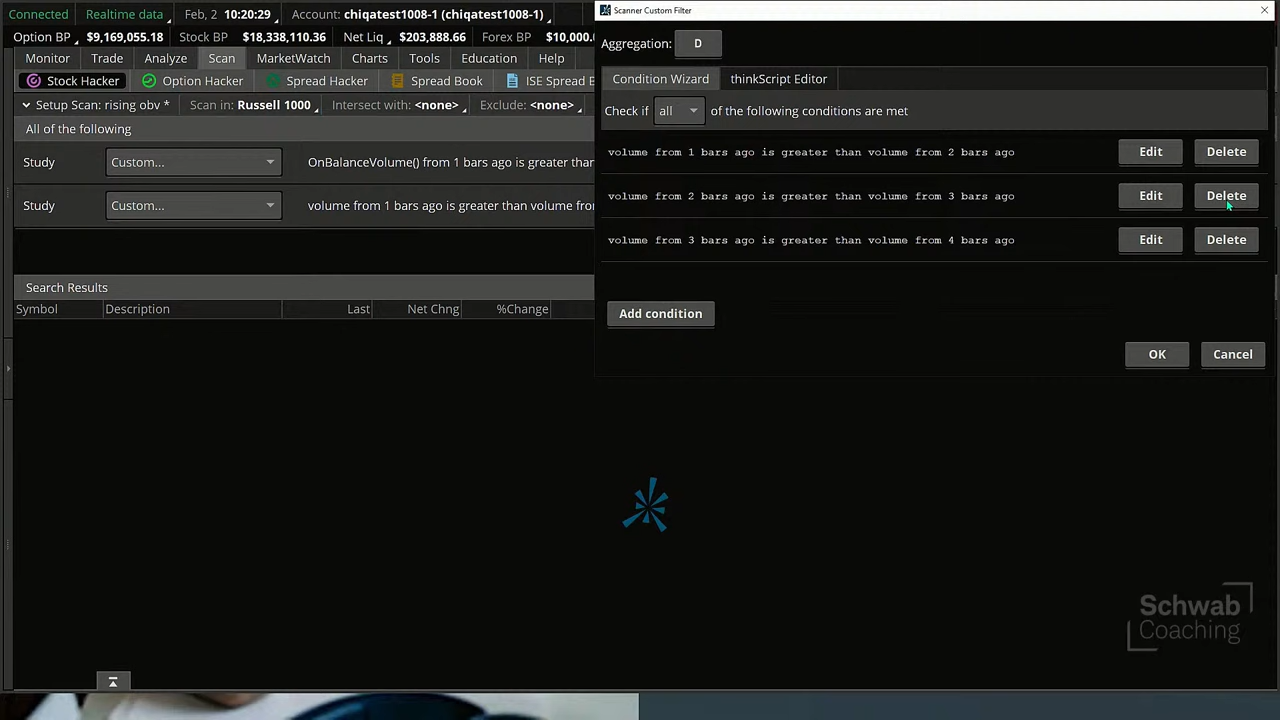 Connected Realtime data Feb, 2 10:20:29 Account: chiqatest1008-1 (chiqatest1008-1)
Scanner Custom Filter
Option BP $9,169,055.18 Stock BP $18,338,110.36 Net Liq $203,888.66 Forex BP $10,000.
Aggregation: D
Monitor Trade Analyze Scan MarketWatch Charts Tools Education Help
Stock Hacker Option Hacker Spread Hacker Spread Book ISE Spread E
Condition Wizard thinkScript Editor
Setup Scan: rising obv * Scan in: Russell 1000 Intersect with: <none> Exclude: <none>
Check if all of the following conditions are met
All of the following
Study Custom... OnBalanceVolume() from 1 bars ago is greater than
Study Custom... volume from 1 bars ago is greater than volume from
volume from 1 bars ago is greater than volume from 2 bars ago Edit Delete
volume from 2 bars ago is greater than volume from 3 bars ago Edit Delete
volume from 3 bars ago is greater than volume from 4 bars ago Edit Delete
Add condition
OK Cancel
Search Results
Symbol Description Last Net Chng %Change
Schwab
Coaching